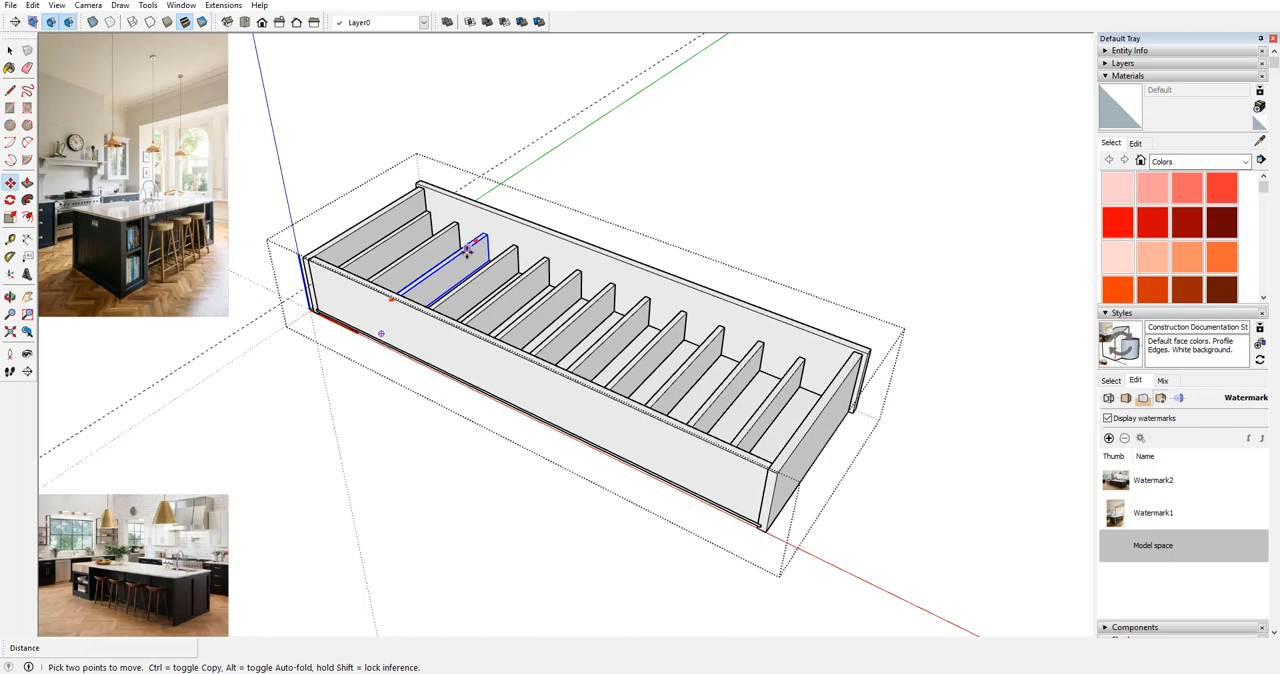 File Edit View Camera Draw Tools Window Extensions Help
Layer0
Default Tray
Entity Info
Layers
Materials
Default
Select Edit
Colors
Styles
Construction Documentation St
Default face colors. Profile
Edges. White background.
Select Edit Mix
Watermark
Display watermarks
Thumb Name
Watermark2
Watermark1
Model space
Components
Distance
Pick two points to move. Ctrl = toggle Copy, Alt = toggle Auto-fold, hold Shift = lock inference.